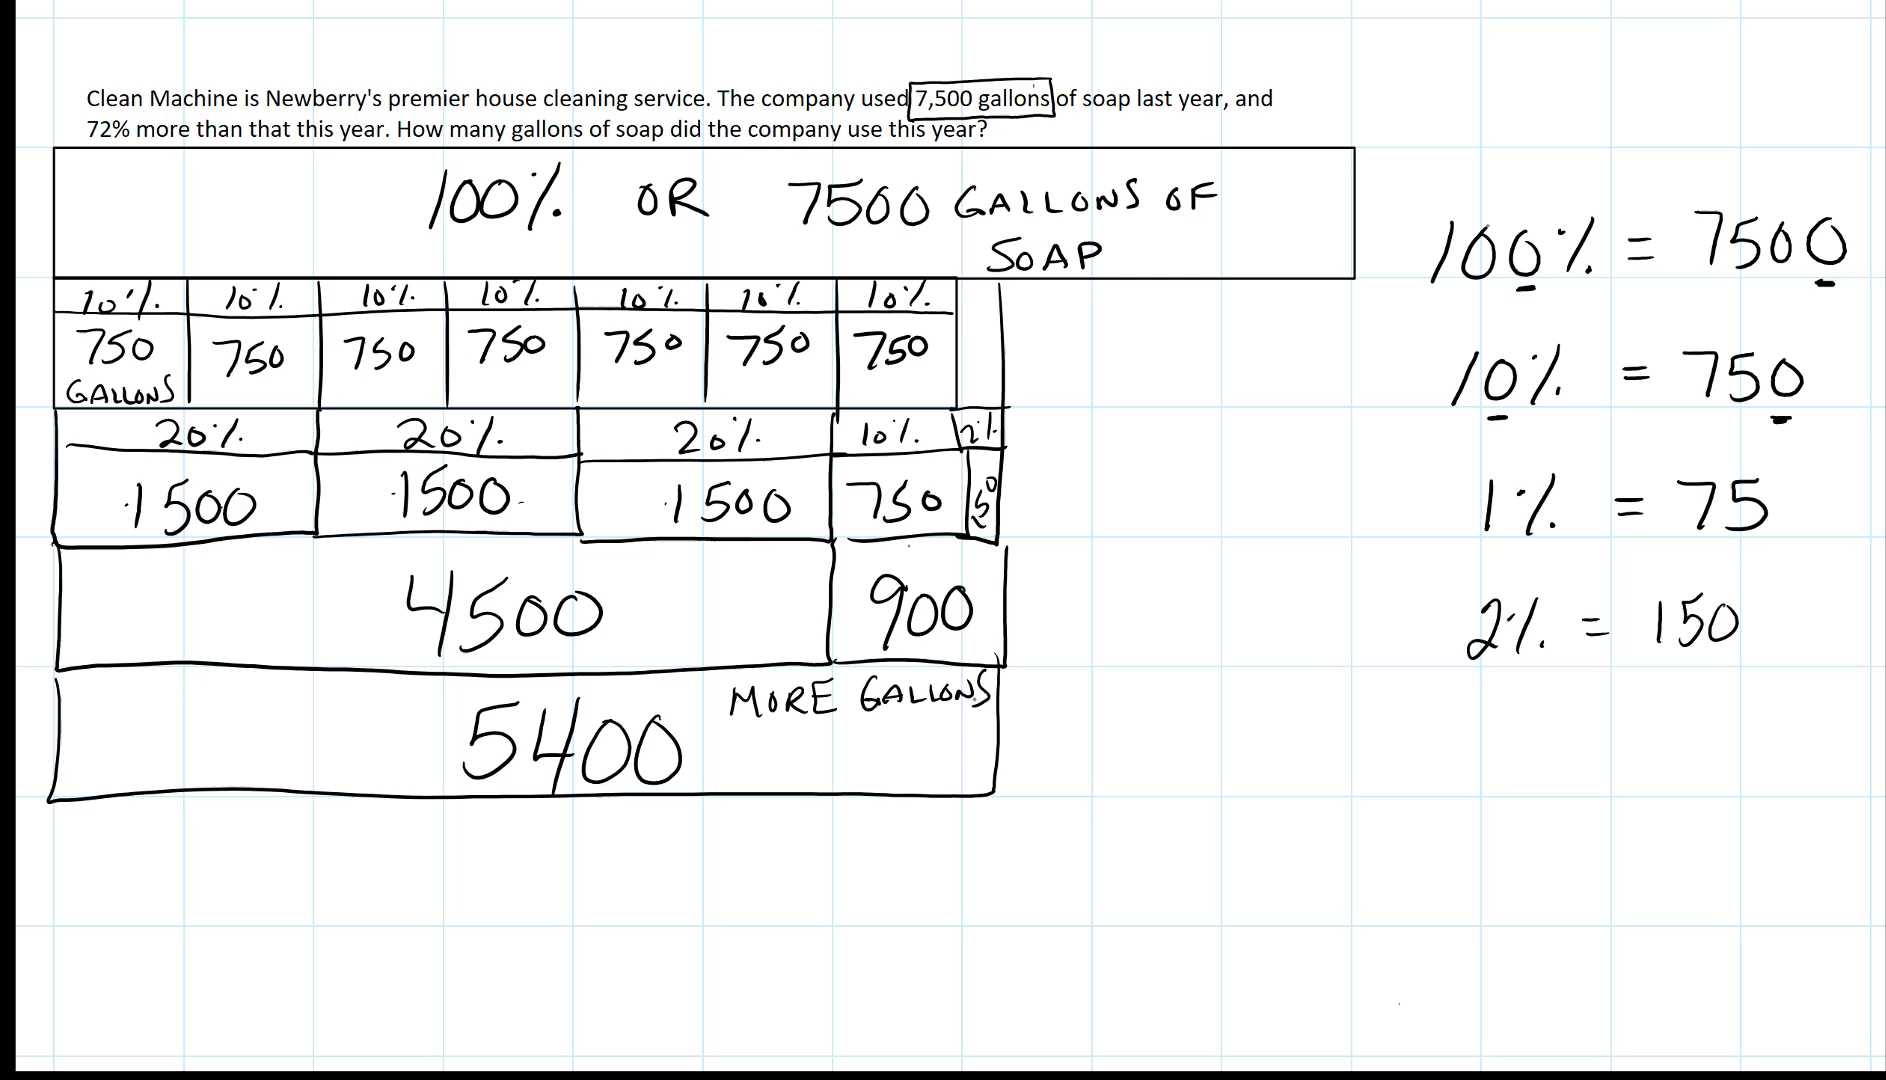 Clean Machine is Newberry's premier house cleaning service. The company used 7,500 gallons of soap last year, and
72% more than that this year. How many gallons of soap did the company use this year?
100% OR 7500 GALLONS OF
SOAP
10% 10% 10% 10% 10% 10% 10%
750 750 750 750 750 750 750
GALLONS
20% 20% 20% 10% 2%
1500 1500 1500 750 150
4500 900
5400 MORE GALLONS
100% = 7500
10% = 750
1% = 75
2% = 150